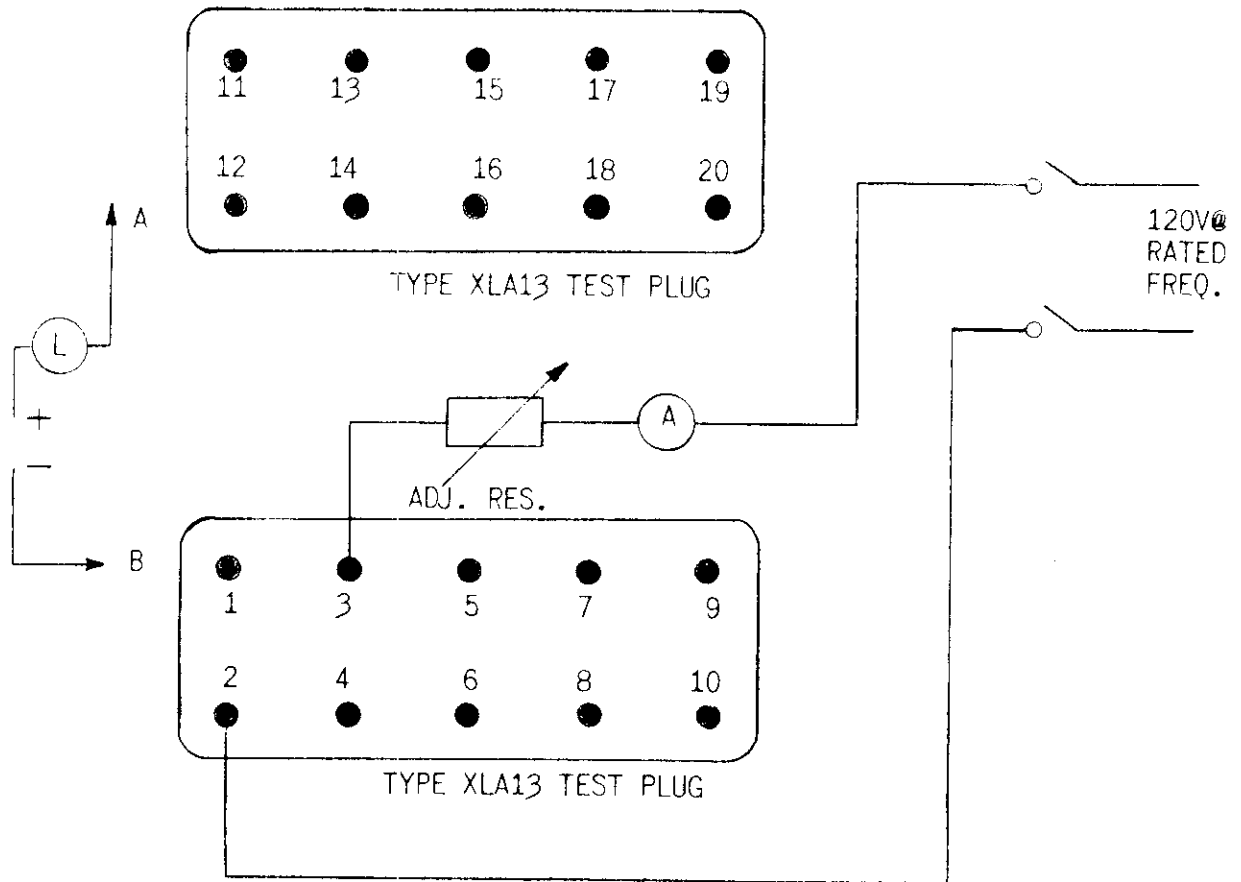 11 13 15 17 19
12 14 16 18 20
A
TYPE XLA13 TEST PLUG
120V@
RATED
FREQ.
L
+
A
−
ADJ. RES.
B
1 3 5 7 9
2 4 6 8 10
TYPE XLA13 TEST PLUG